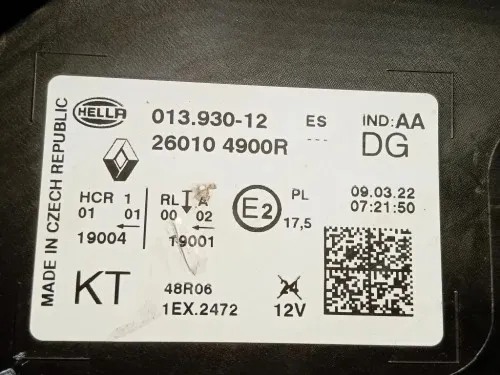 MADE IN CZECH REPUBLIC
HELLA
013.930-12 ES IND:AA
26010 4900R --- DG
HCR 1
01 01
19004
RL A
00 02
19001
E2
PL
17,5
09.03.22
07:21:50
KT
48R06
1EX.2472
24
12V